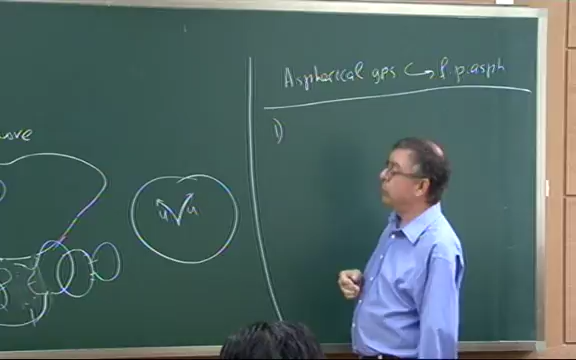 Aspherical gps ↪ f.p. asph
1)
ove
u u